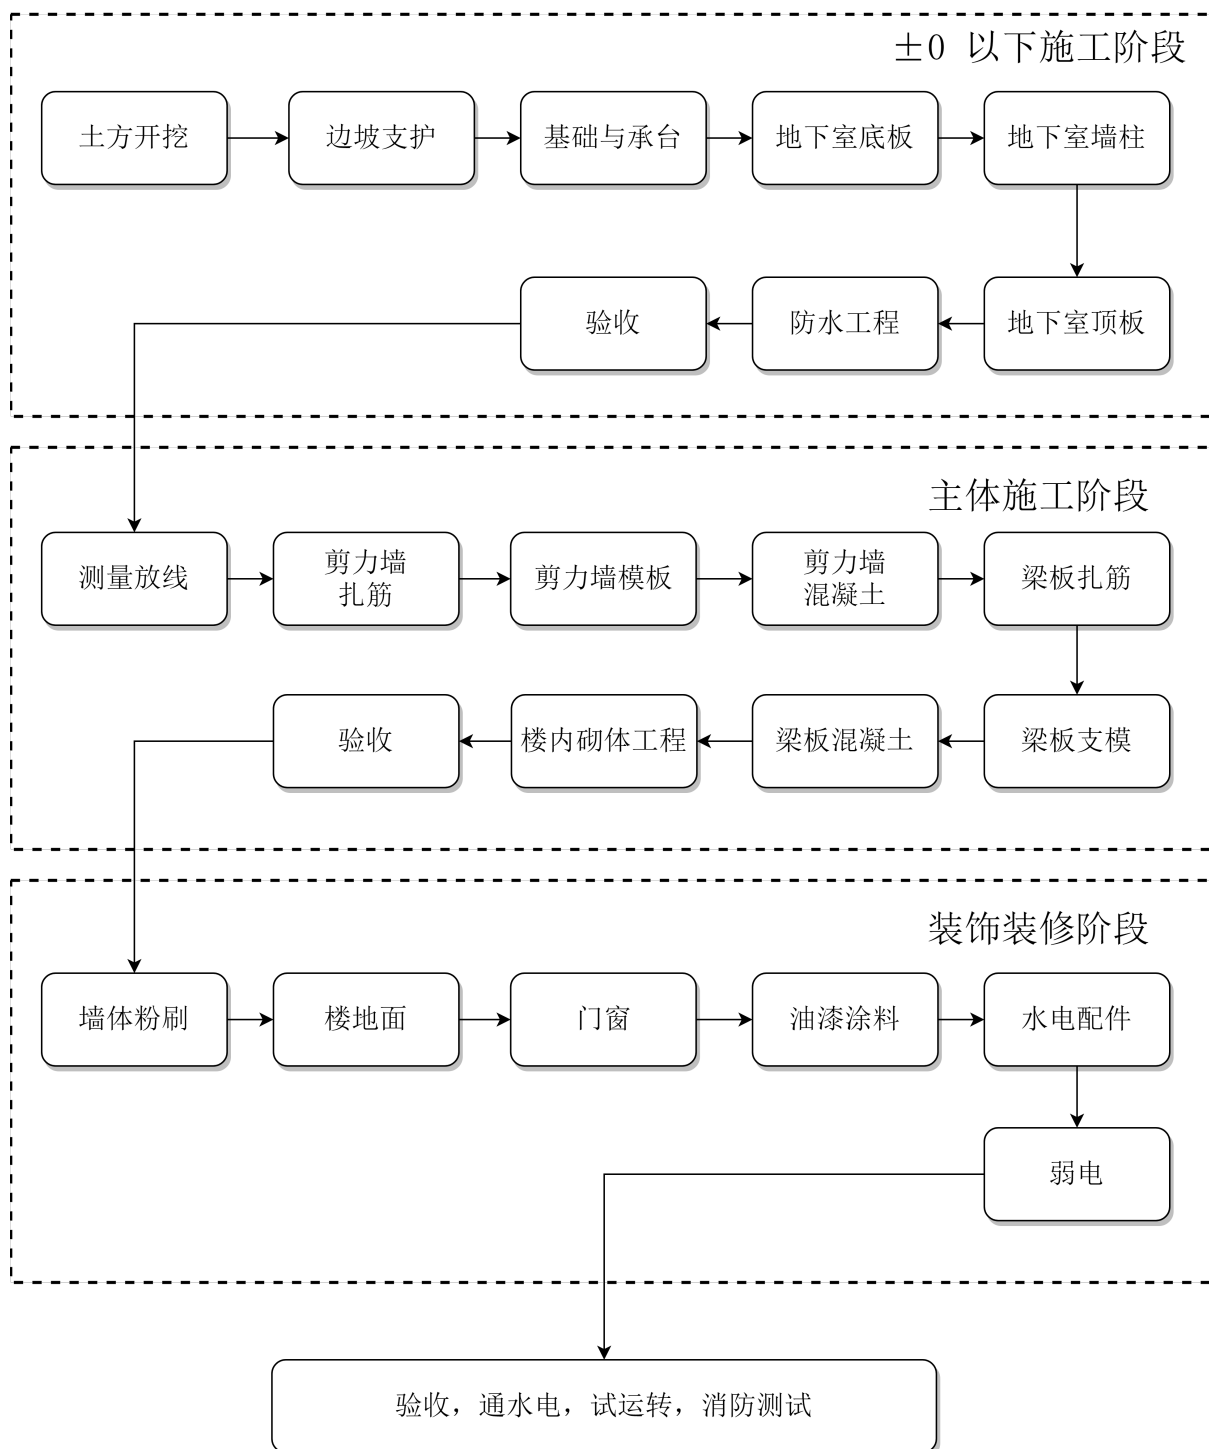 ±0 以下施工阶段
土方开挖
边坡支护
基础与承台
地下室底板
地下室墙柱
地下室顶板
防水工程
验收
主体施工阶段
测量放线
剪力墙
扎筋
剪力墙模板
剪力墙
混凝土
梁板扎筋
梁板支模
梁板混凝土
楼内砌体工程
验收
装饰装修阶段
墙体粉刷
楼地面
门窗
油漆涂料
水电配件
弱电
验收，通水电，试运转，消防测试